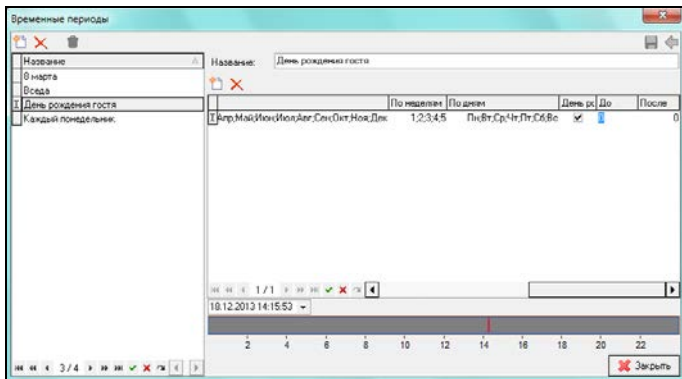 Временные периоды
Название
Название: День рождения гостя
8 марта
Всегда
День рождения гостя
Каждый понедельник
По неделям По дням День рс До После
Апр;Май;Июн;Июл;Авг;Сен;Окт;Ноя;Дек 1;2;3;4;5 Пн;Вт;Ср;Чт;Пт;Сб;Вс 0 0
1 / 1
18.12.2013 14:15:53
2 4 6 8 10 12 14 16 18 20 22
3 / 4
Закрыть